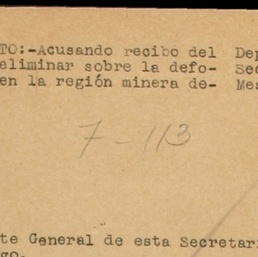 TO:-Acusando recibo del Dep
eliminar sobre la defo- Sec
en la región minera de- Mes
7-113
te General de esta Secretari
go.